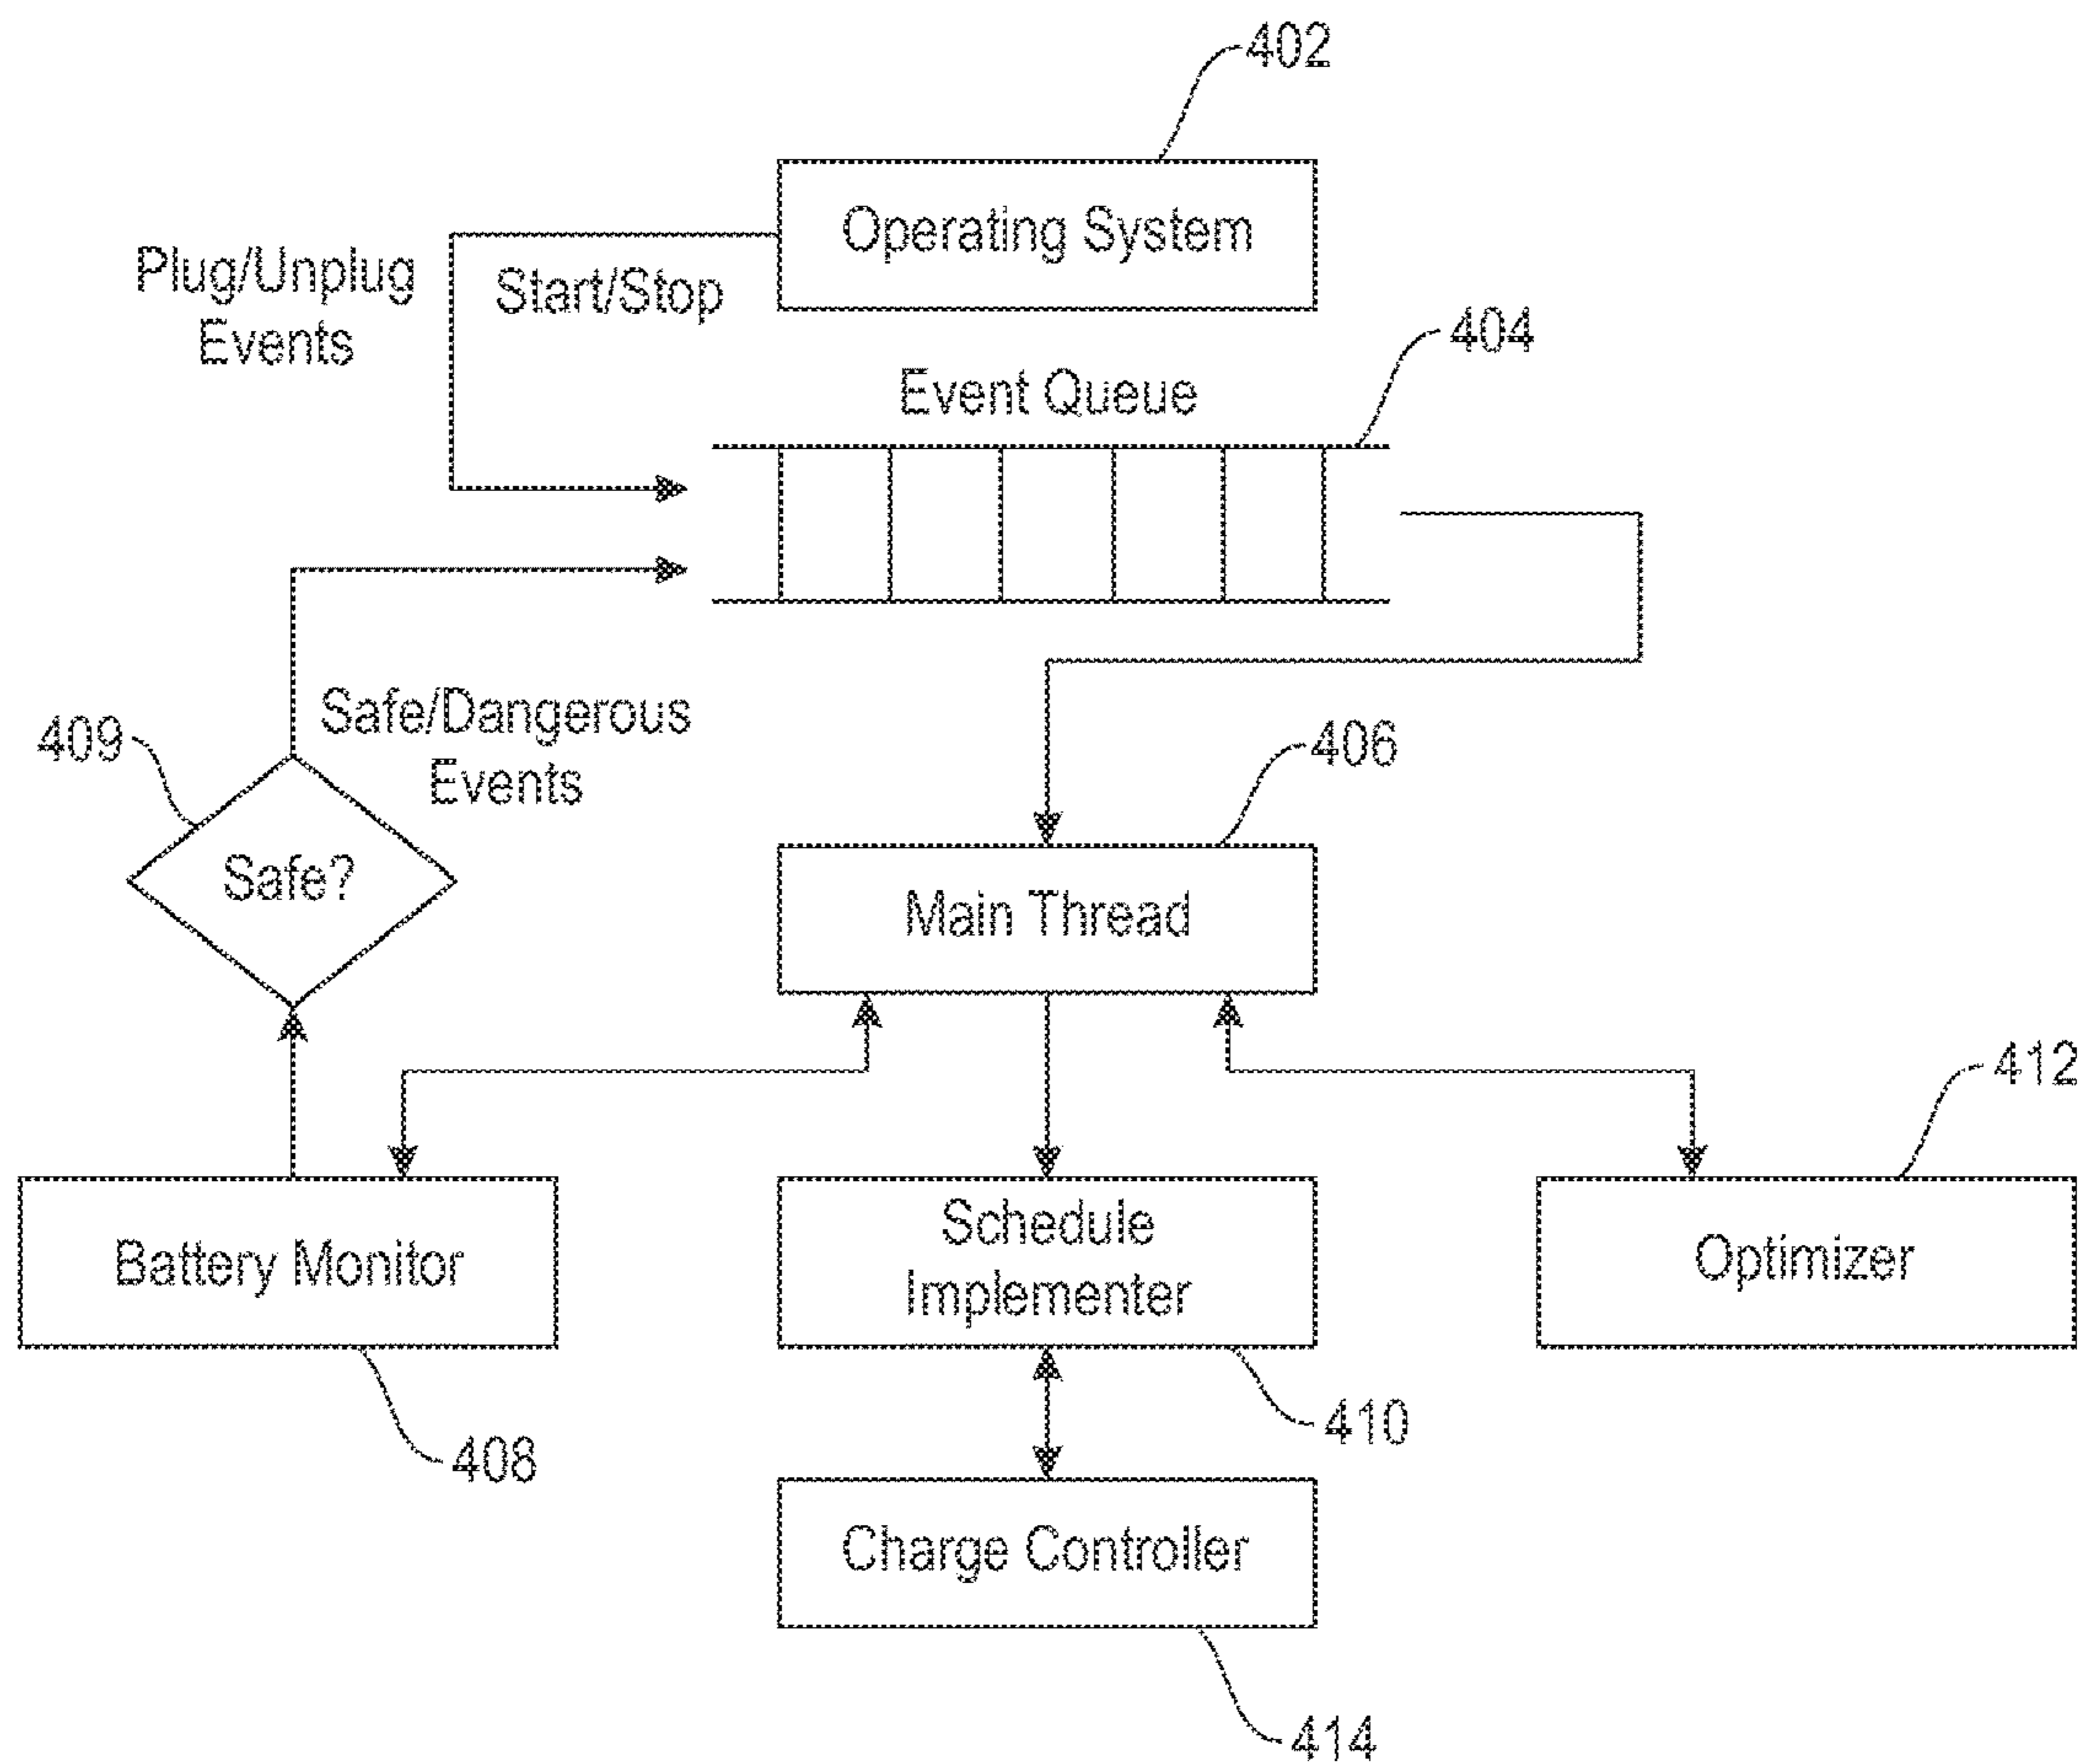 402
Operating System
Plug/Unplug
Events
Start/Stop
404
Event Queue
409
Safe/Dangerous
Events
Safe?
406
Main Thread
412
Battery Monitor
Schedule
Implementer
Optimizer
408
410
Charge Controller
414